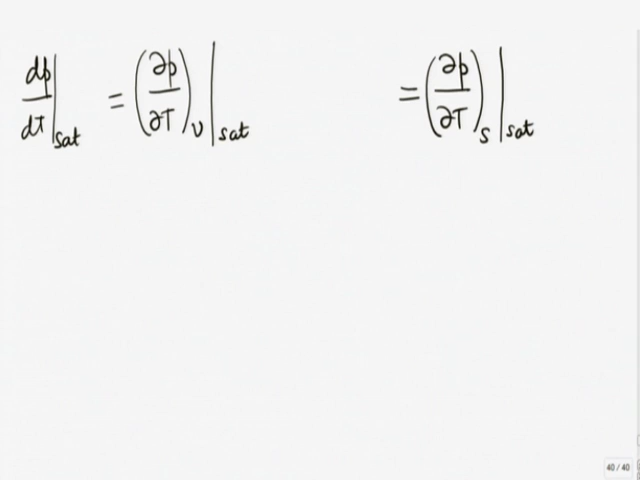 dp/dT|sat = (∂p/∂T)υ|sat = (∂p/∂T)s|sat
40 / 40